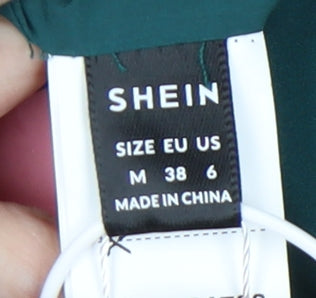 SHEIN
SIZE EU US
M 38 6
MADE IN CHINA